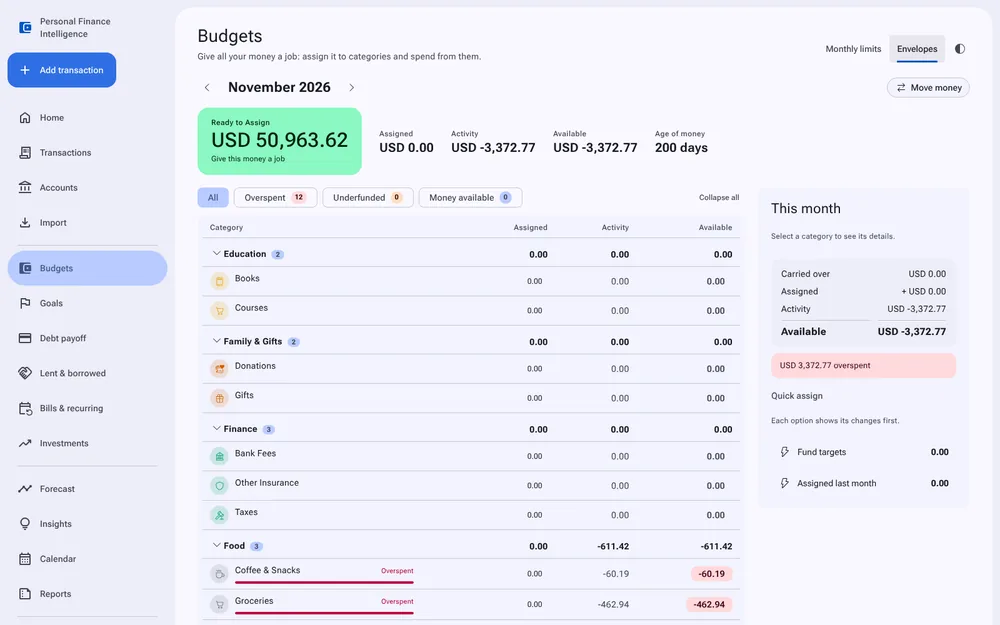 Personal Finance
Intelligence
Add transaction
Home
Transactions
Accounts
Import
Budgets
Goals
Debt payoff
Lent & borrowed
Bills & recurring
Investments
Forecast
Insights
Calendar
Reports
Budgets
Give all your money a job: assign it to categories and spend from them.
Monthly limits
Envelopes
November 2026
Move money
Ready to Assign
USD 50,963.62
Give this money a job
Assigned
USD 0.00
Activity
USD -3,372.77
Available
USD -3,372.77
Age of money
200 days
All
Overspent 12
Underfunded 0
Money available 0
Collapse all
Category Assigned Activity Available
Education 2 0.00 0.00 0.00
Books 0.00 0.00 0.00
Courses 0.00 0.00 0.00
Family & Gifts 2 0.00 0.00 0.00
Donations 0.00 0.00 0.00
Gifts 0.00 0.00 0.00
Finance 3 0.00 0.00 0.00
Bank Fees 0.00 0.00 0.00
Other Insurance 0.00 0.00 0.00
Taxes 0.00 0.00 0.00
Food 3 0.00 -611.42 -611.42
Coffee & Snacks Overspent 0.00 -60.19 -60.19
Groceries Overspent 0.00 -462.94 -462.94
This month
Select a category to see its details.
Carried over USD 0.00
Assigned + USD 0.00
Activity USD -3,372.77
Available USD -3,372.77
USD 3,372.77 overspent
Quick assign
Each option shows its changes first.
Fund targets 0.00
Assigned last month 0.00